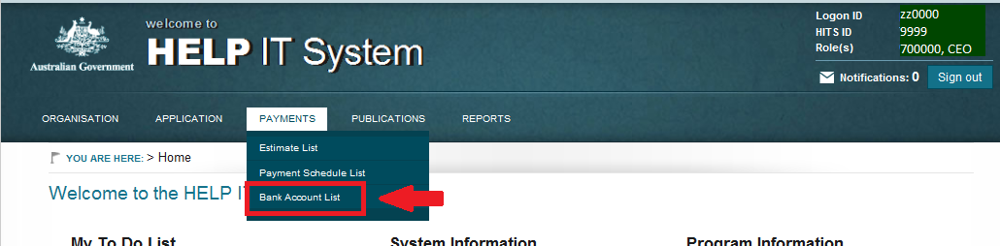 welcome to
HELP IT System
Australian Government
Logon ID zz0000
HITS ID 9999
Role(s) 700000, CEO
Notifications: 0 Sign out
ORGANISATION APPLICATION PAYMENTS PUBLICATIONS REPORTS
Estimate List
Payment Schedule List
Bank Account List
YOU ARE HERE: > Home
Welcome to the HELP I
My To Do List System Information Program Information